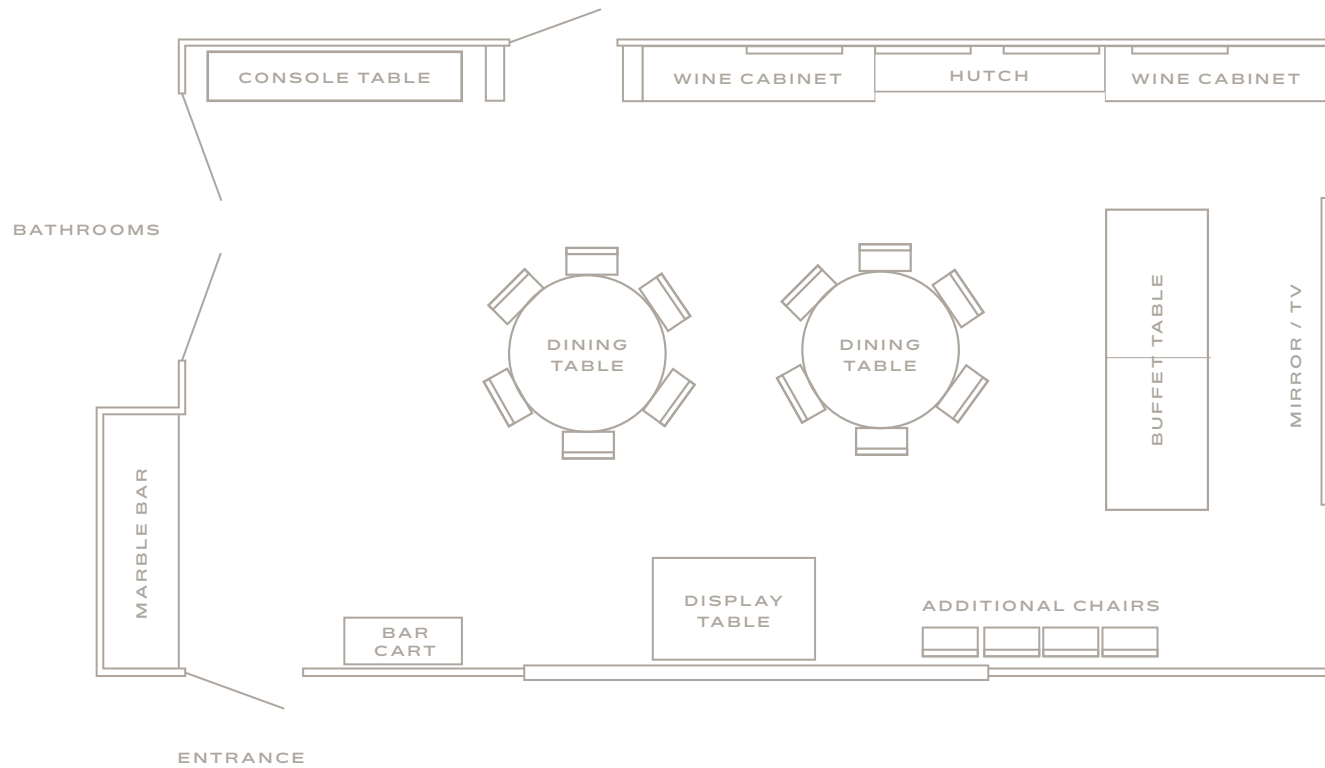 CONSOLE TABLE
WINE CABINET
HUTCH
WINE CABINET
BATHROOMS
DINING
TABLE
DINING
TABLE
BUFFET TABLE
MIRROR / TV
MARBLE BAR
BAR
CART
DISPLAY
TABLE
ADDITIONAL CHAIRS
ENTRANCE